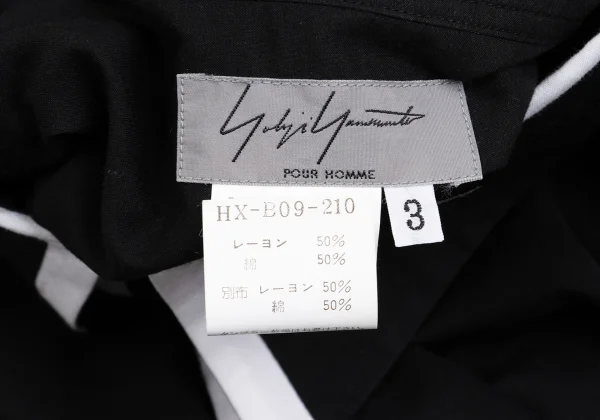 Yohji Yamamoto
POUR HOMME
HX-B09-210
3
レーヨン 50%
綿 50%
別布 レーヨン 50%
綿 50%